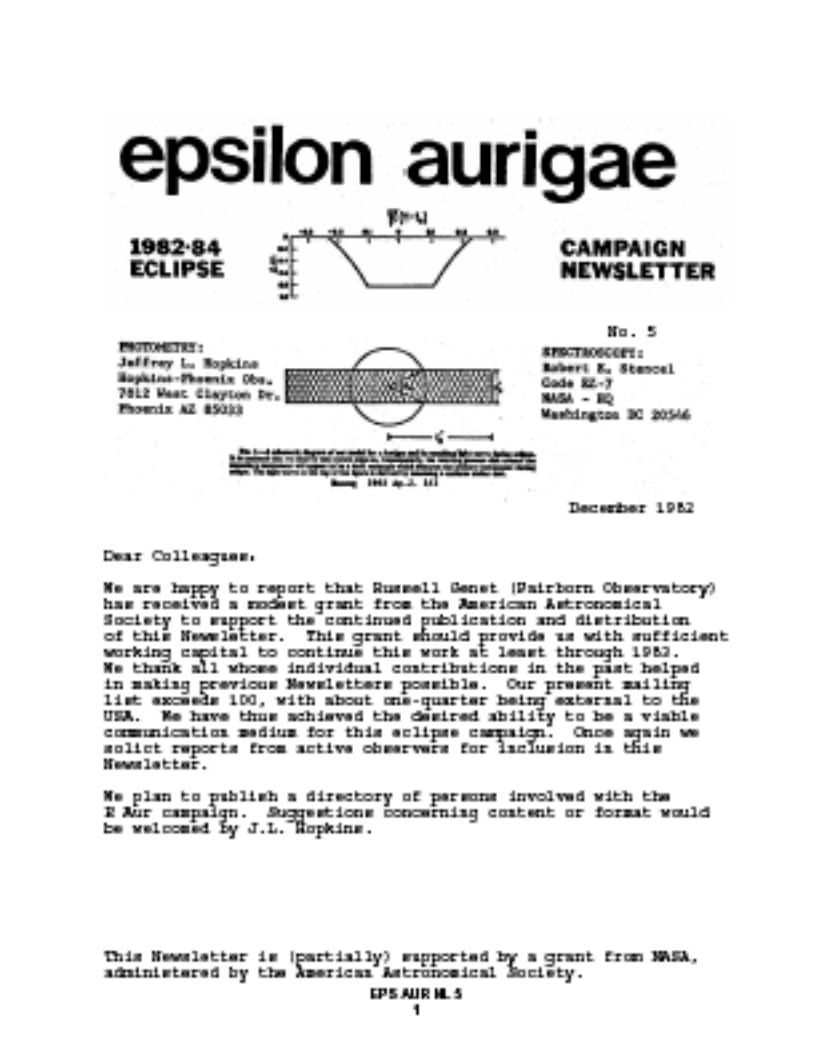 epsilon aurigae
1982·84
ECLIPSE
CAMPAIGN
NEWSLETTER
No. 5
PHOTOMETRY:
Jeffrey L. Hopkins
Hopkins-Phoenix Obs.
7812 West Clayton Dr.
Phoenix AZ 85033
SPECTROSCOPY:
Robert E. Stencel
Code EZ-7
NASA - HQ
Washington DC 20546
Huang 1965 Ap.J. 141
December 1982
Dear Colleagues,
We are happy to report that Russell Genet (Fairborn Observatory)
has received a modest grant from the American Astronomical
Society to support the continued publication and distribution
of this Newsletter. This grant should provide us with sufficient
working capital to continue this work at least through 1983.
We thank all whose individual contributions in the past helped
in making previous Newsletters possible. Our present mailing
list exceeds 100, with about one-quarter being external to the
USA. We have thus achieved the desired ability to be a viable
communication medium for this eclipse campaign. Once again we
solict reports from active observers for inclusion in this
Newsletter.
We plan to publish a directory of persons involved with the
E Aur campaign. Suggestions concerning content or format would
be welcomed by J.L. Hopkins.
This Newsletter is (partially) supported by a grant from NASA,
administered by the American Astronomical Society.
EPS AUR NL 5
1